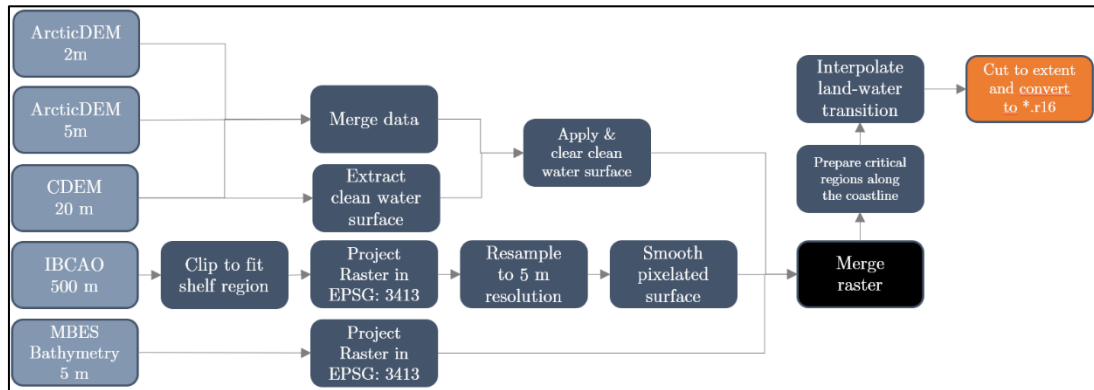 ArcticDEM
2m
ArcticDEM
5m
CDEM
20 m
IBCAO
500 m
MBES
Bathymetry
5 m
Clip to fit
shelf region
Merge data
Extract
clean water
surface
Project
Raster in
EPSG: 3413
Project
Raster in
EPSG: 3413
Resample
to 5 m
resolution
Smooth
pixelated
surface
Apply &
clear clean
water surface
Merge
raster
Prepare critical
regions along
the coastline
Interpolate
land-water
transition
Cut to extent
and convert
to *.r16